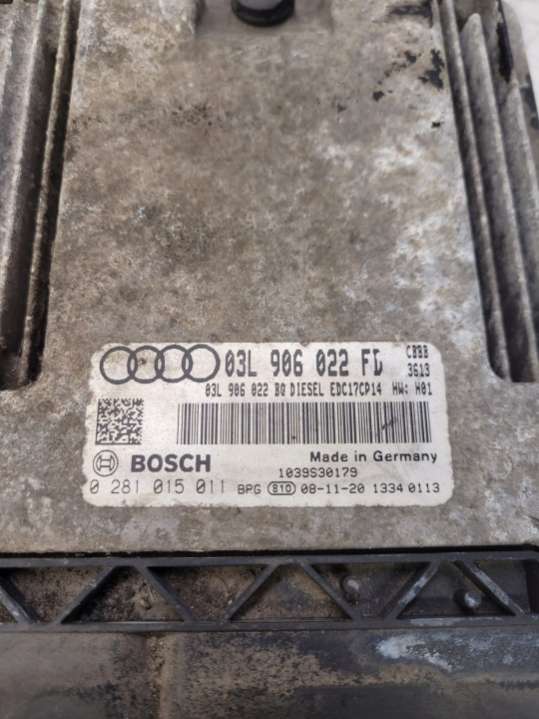 03L 906 022 FD CBBB
3613
03L 906 022 BQ DIESEL EDC17CP14 HW: H01
Made in Germany
BOSCH
1039S30179
0 281 015 011 BPG 810 08-11-20 1334 0113